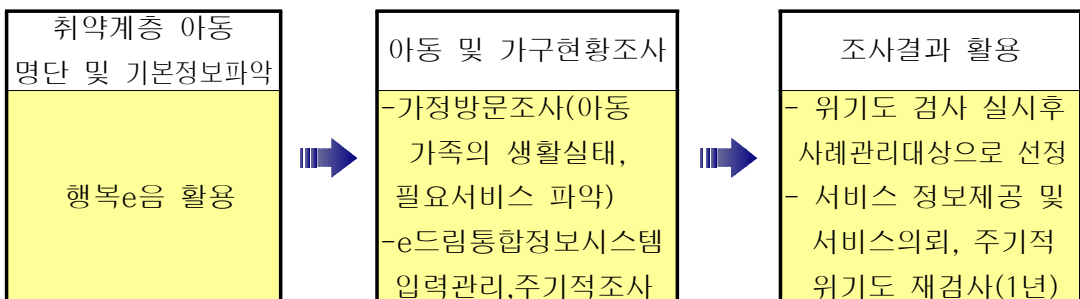 취약계층 아동
명단 및 기본정보파악
행복e음 활용
아동 및 가구현황조사
-가정방문조사(아동
가족의 생활실태,
필요서비스 파악)
-e드림통합정보시스템
입력관리,주기적조사
조사결과 활용
- 위기도 검사 실시후
사례관리대상으로 선정
- 서비스 정보제공 및
서비스의뢰, 주기적
위기도 재검사(1년)